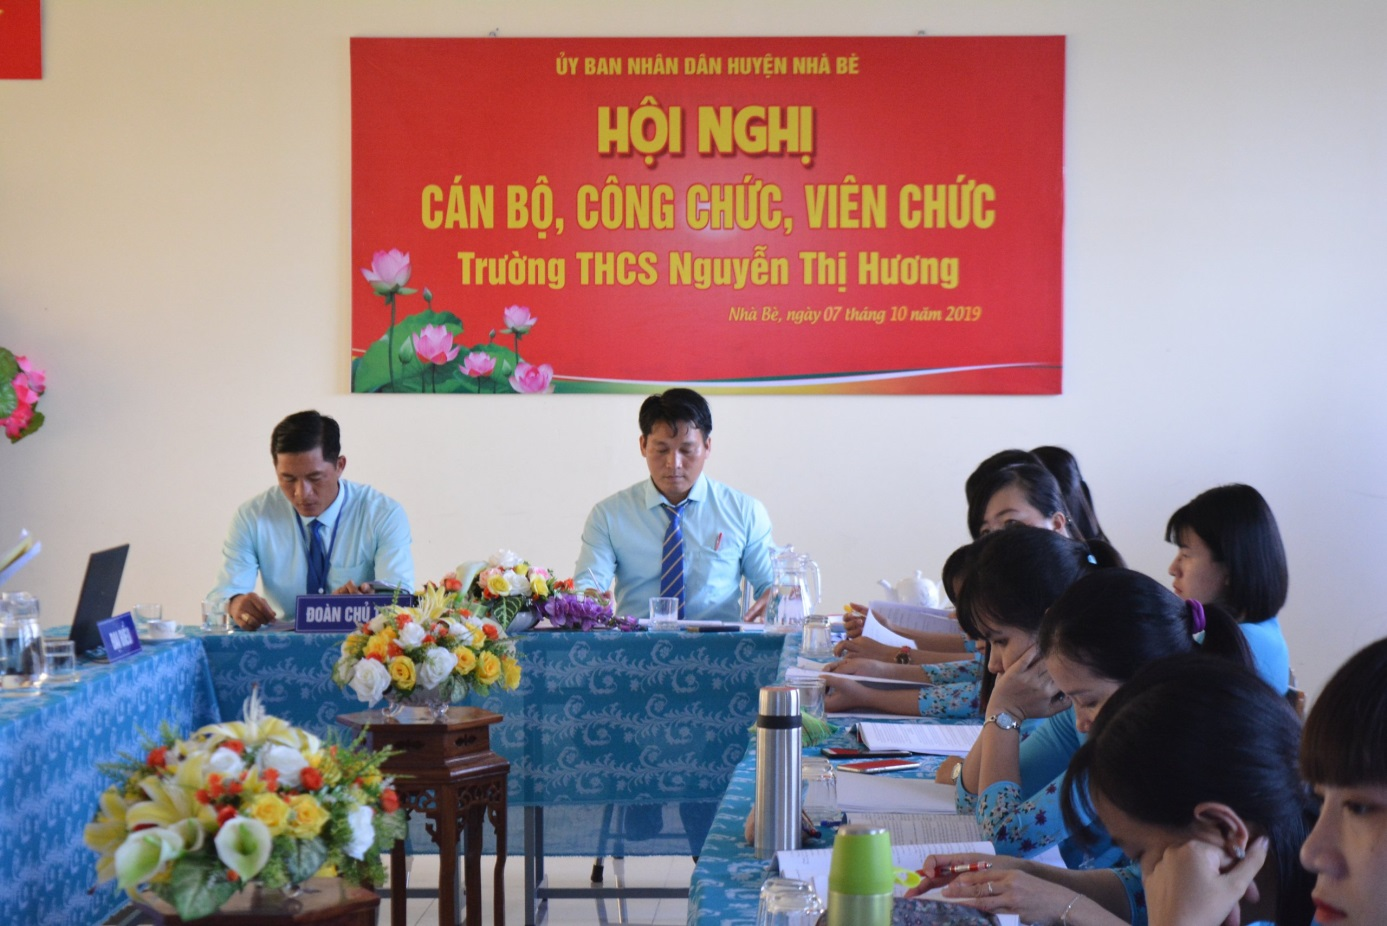 ỦY BAN NHÂN DÂN HUYỆN NHÀ BÈ
HỘI NGHỊ
CÁN BỘ, CÔNG CHỨC, VIÊN CHỨC
Trường THCS Nguyễn Thị Hương
Nhà Bè, ngày 07 tháng 10 năm 2019
ĐOÀN CHỦ